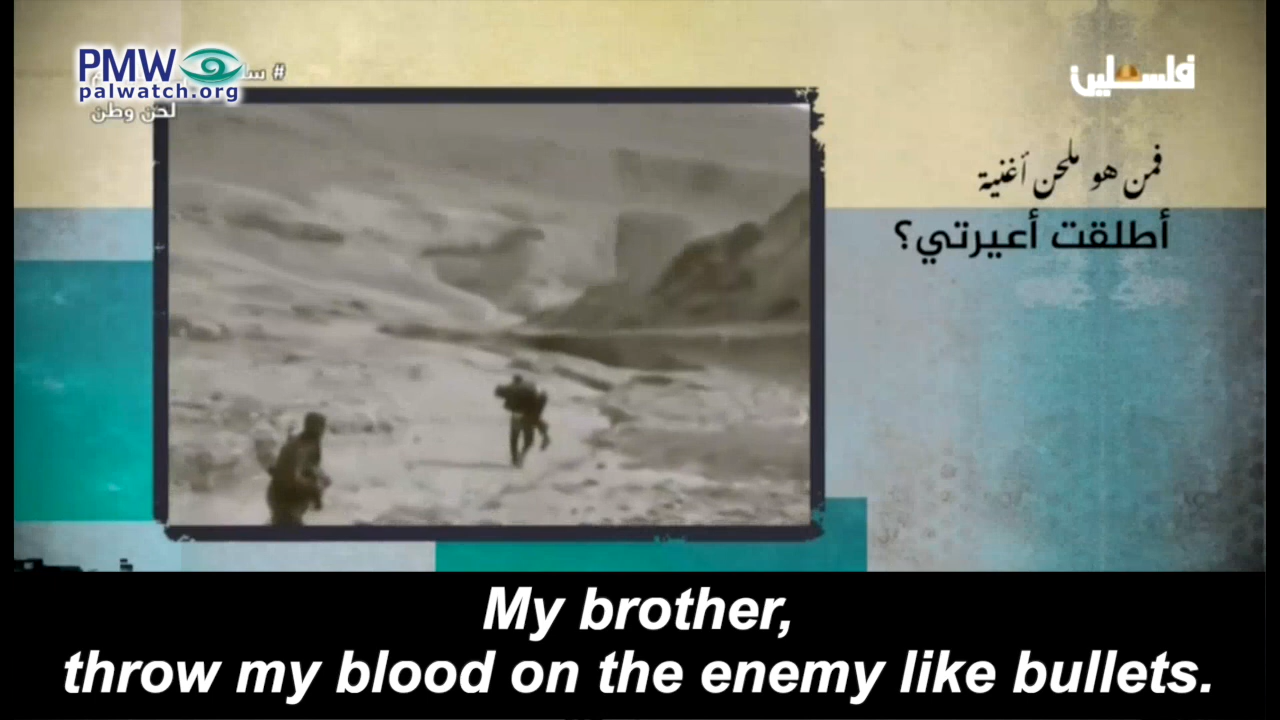 PMW
palwatch.org
#
لحن وطن
فلسطين
فمن هو ملحن أغنية
أطلقت أعيرتي؟
My brother,
throw my blood on the enemy like bullets.